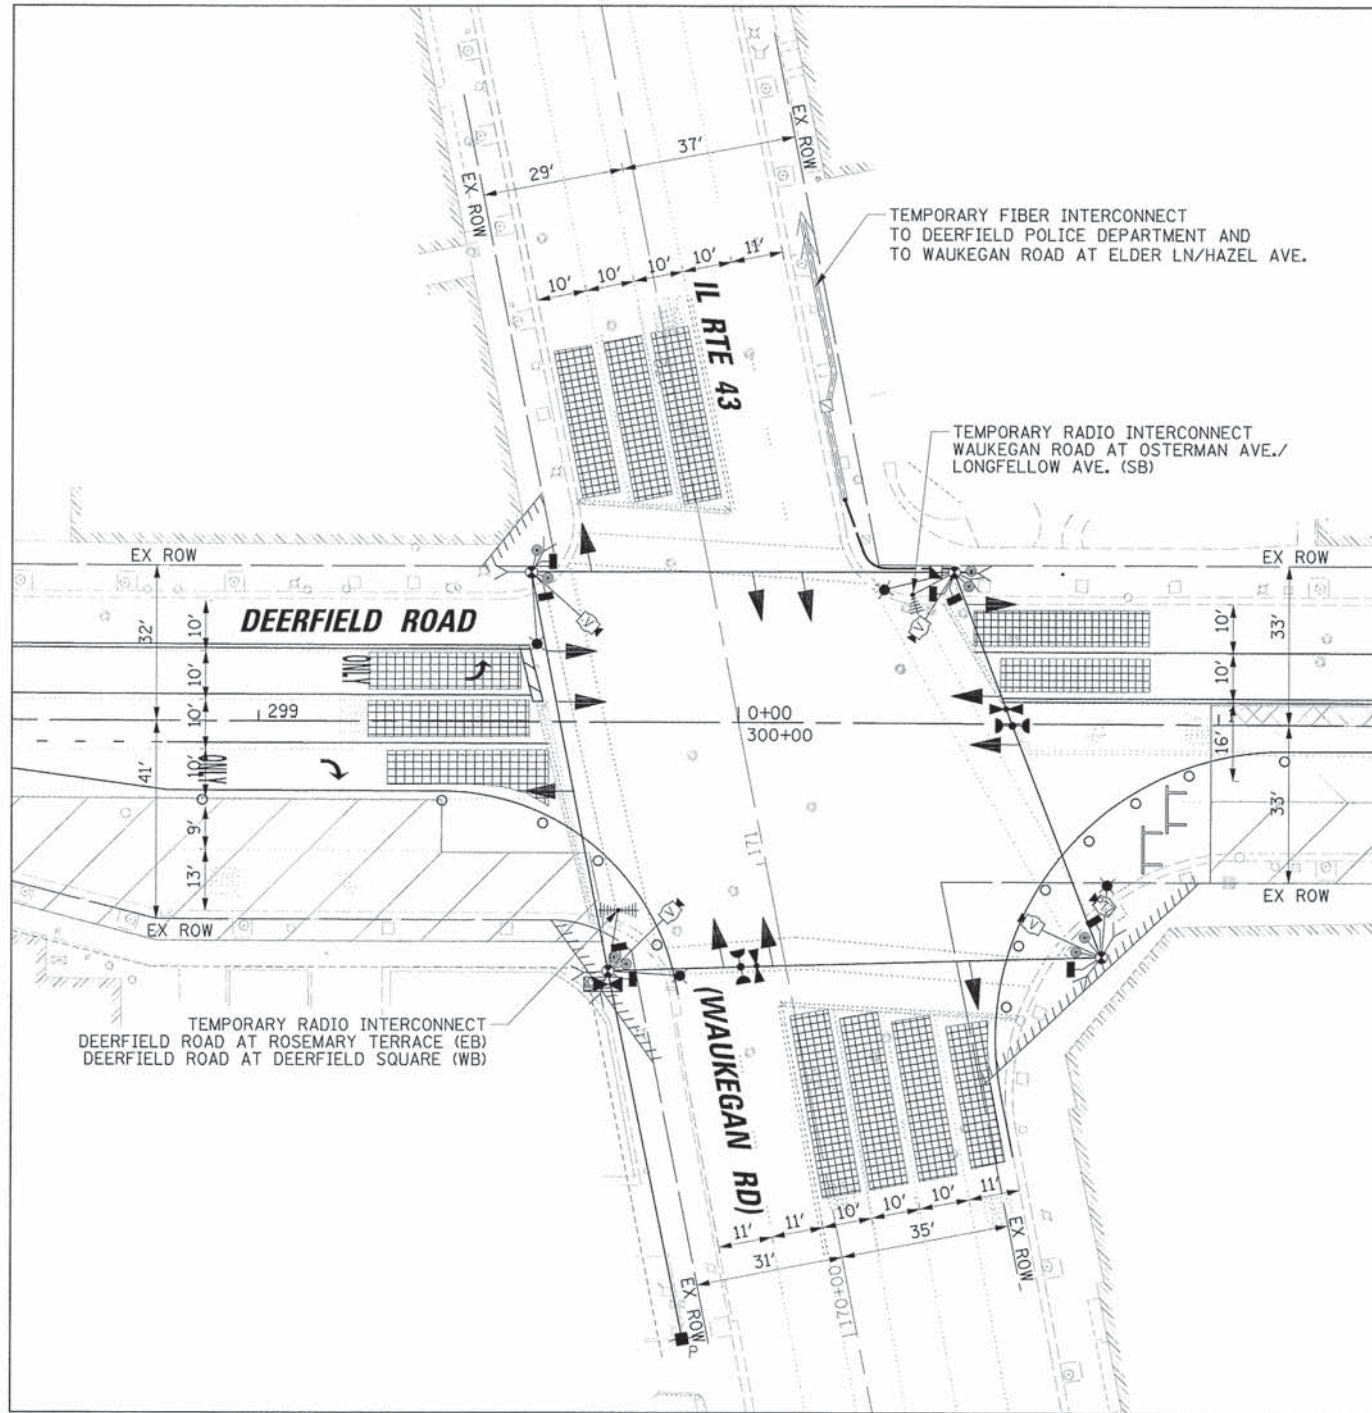 37'
29'
EX ROW
EX ROW
TEMPORARY FIBER INTERCONNECT
TO DEERFIELD POLICE DEPARTMENT AND
TO WAUKEGAN ROAD AT ELDER LN/HAZEL AVE.
10'
10'
10'
10'
11'
IL RTE 43
TEMPORARY RADIO INTERCONNECT
WAUKEGAN ROAD AT OSTERMAN AVE./
LONGFELLOW AVE. (SB)
EX ROW
EX ROW
DEERFIELD ROAD
32'
10'
10'
10'
10'
9'
13'
41'
ONLY
ONLY
299
0+00
300+00
10'
10'
16'
33'
33'
V
V
V
V
1171
EX ROW
EX ROW
TEMPORARY RADIO INTERCONNECT
DEERFIELD ROAD AT ROSEMARY TERRACE (EB)
DEERFIELD ROAD AT DEERFIELD SQUARE (WB)
(WAUKEGAN RD)
11'
11'
10'
10'
10'
11'
31'
35'
EX ROW
EX ROW
1170+00